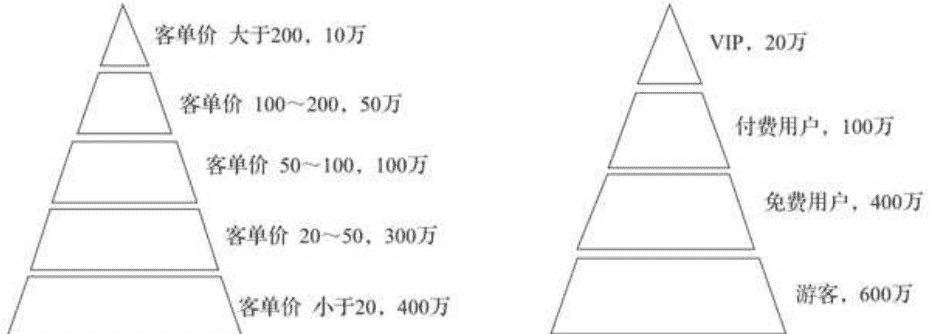 客单价 大于200，10万
客单价 100～200，50万
客单价 50～100，100万
客单价 20～50，300万
客单价 小于20，400万
VIP，20万
付费用户，100万
免费用户，400万
游客，600万